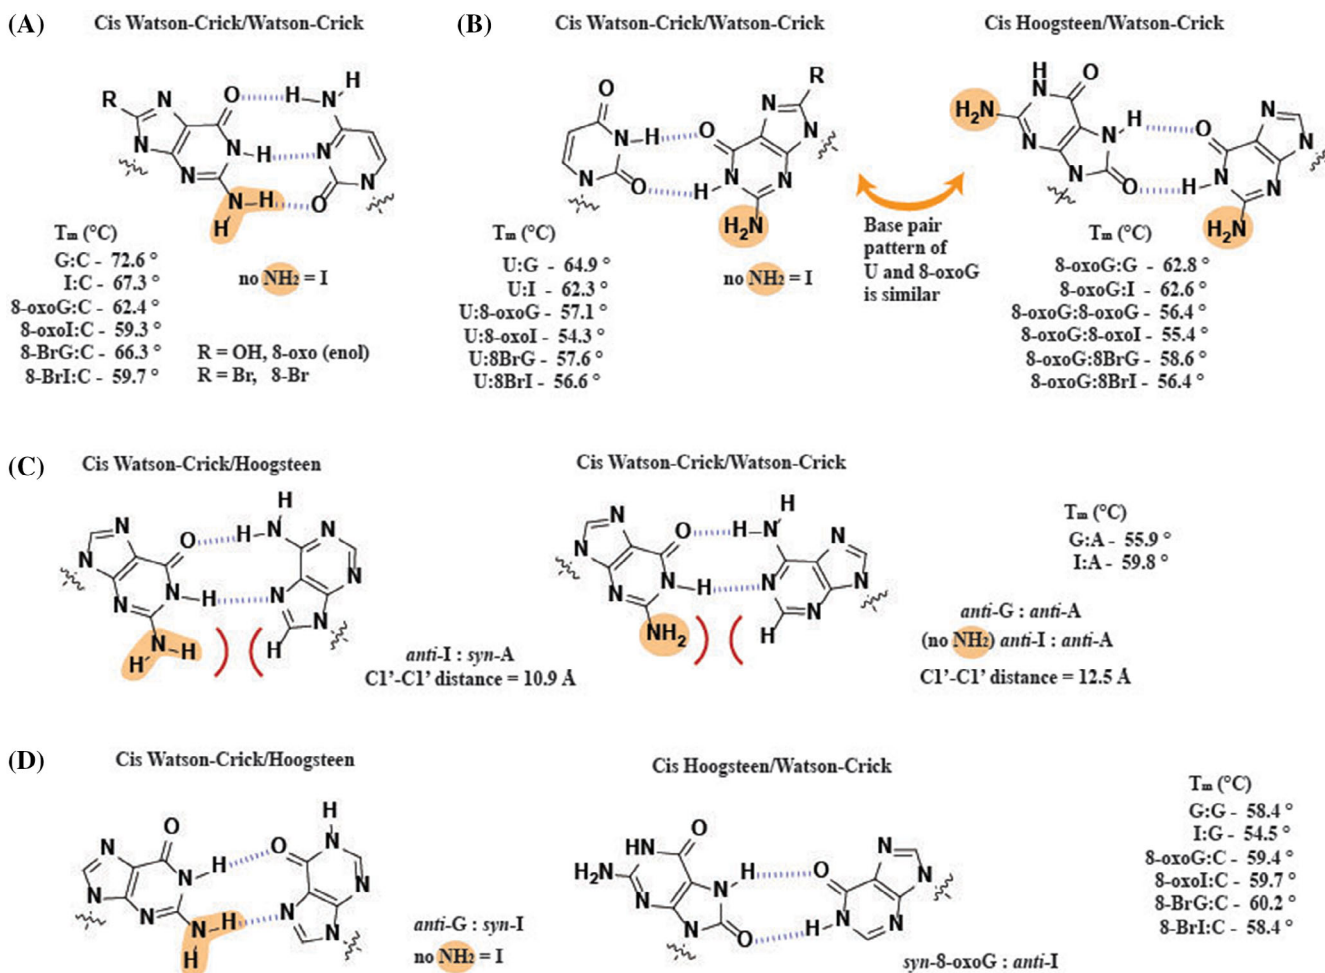 (A)
Cis Watson-Crick/Watson-Crick
R
N
O
H
N
H
N
N
N
H
N
N
N
H
H
O
N
Tm (°C)
G:C - 72.6 °
I:C - 67.3 °
8-oxoG:C - 62.4 °
8-oxoI:C - 59.3 °
8-BrG:C - 66.3 °
8-BrI:C - 59.7 °
no NH2 = I
R = OH, 8-oxo (enol)
R = Br, 8-Br
(B)
Cis Watson-Crick/Watson-Crick
O
N
H
O
N
O
H
N
N
N
N
R
H2N
Tm (°C)
U:G - 64.9 °
U:I - 62.3 °
U:8-oxoG - 57.1 °
U:8-oxoI - 54.3 °
U:8BrG - 57.6 °
U:8BrI - 56.6 °
no NH2 = I
Base pair
pattern of
U and 8-oxoG
is similar
Cis Hoogsteen/Watson-Crick
NH
O
H2N
N
N
N
H
O
O
H
N
N
N
N
H2N
Tm (°C)
8-oxoG:G - 62.8 °
8-oxoG:I - 62.6 °
8-oxoG:8-oxoG - 56.4 °
8-oxoG:8-oxoI - 55.4 °
8-oxoG:8BrG - 58.6 °
8-oxoG:8BrI - 56.4 °
(C)
Cis Watson-Crick/Hoogsteen
H
N
O
H
N
N
N
N
H
N
N
N
N
N
H
H
H
anti-I : syn-A
C1’-C1’ distance = 10.9 Å
Cis Watson-Crick/Watson-Crick
H
N
O
H
N
N
N
N
H
N
N
N
N
NH2
H
anti-G : anti-A
(no NH2) anti-I : anti-A
C1’-C1’ distance = 12.5 Å
Tm (°C)
G:A - 55.9 °
I:A - 59.8 °
(D)
Cis Watson-Crick/Hoogsteen
H
O
N
N
N
H
O
N
N
N
N
H
N
N
H
anti-G : syn-I
no NH2 = I
Cis Hoogsteen/Watson-Crick
O
HN
H2N
N
N
N
H
O
O
H
N
N
N
N
syn-8-oxoG : anti-I
Tm (°C)
G:G - 58.4 °
I:G - 54.5 °
8-oxoG:C - 59.4 °
8-oxoI:C - 59.7 °
8-BrG:C - 60.2 °
8-BrI:C - 58.4 °